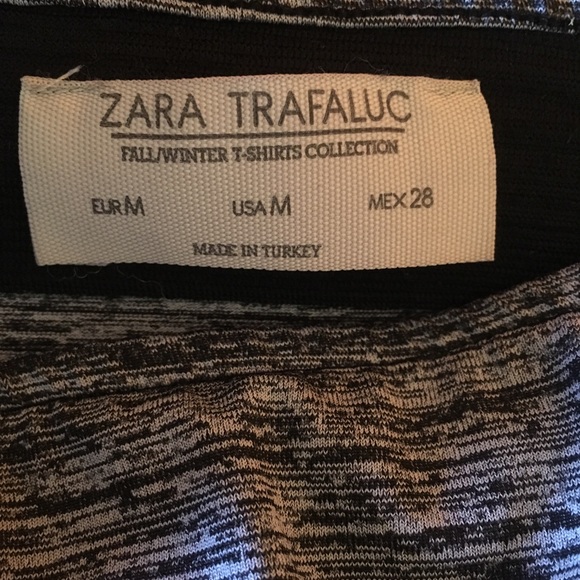 ZARA TRAFALUC
FALL/WINTER T-SHIRTS COLLECTION
EUR M USA M MEX 28
MADE IN TURKEY